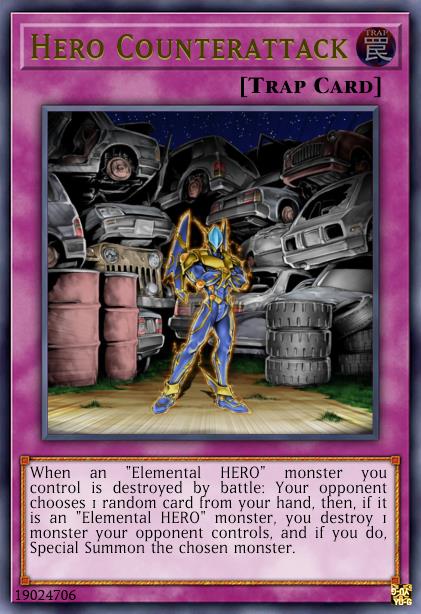 Hero Counterattack
TRAP
罠
[Trap Card]
When an "Elemental HERO" monster you
control is destroyed by battle: Your opponent
chooses 1 random card from your hand, then, if it
is an "Elemental HERO" monster, you destroy 1
monster your opponent controls, and if you do,
Special Summon the chosen monster.
19024706